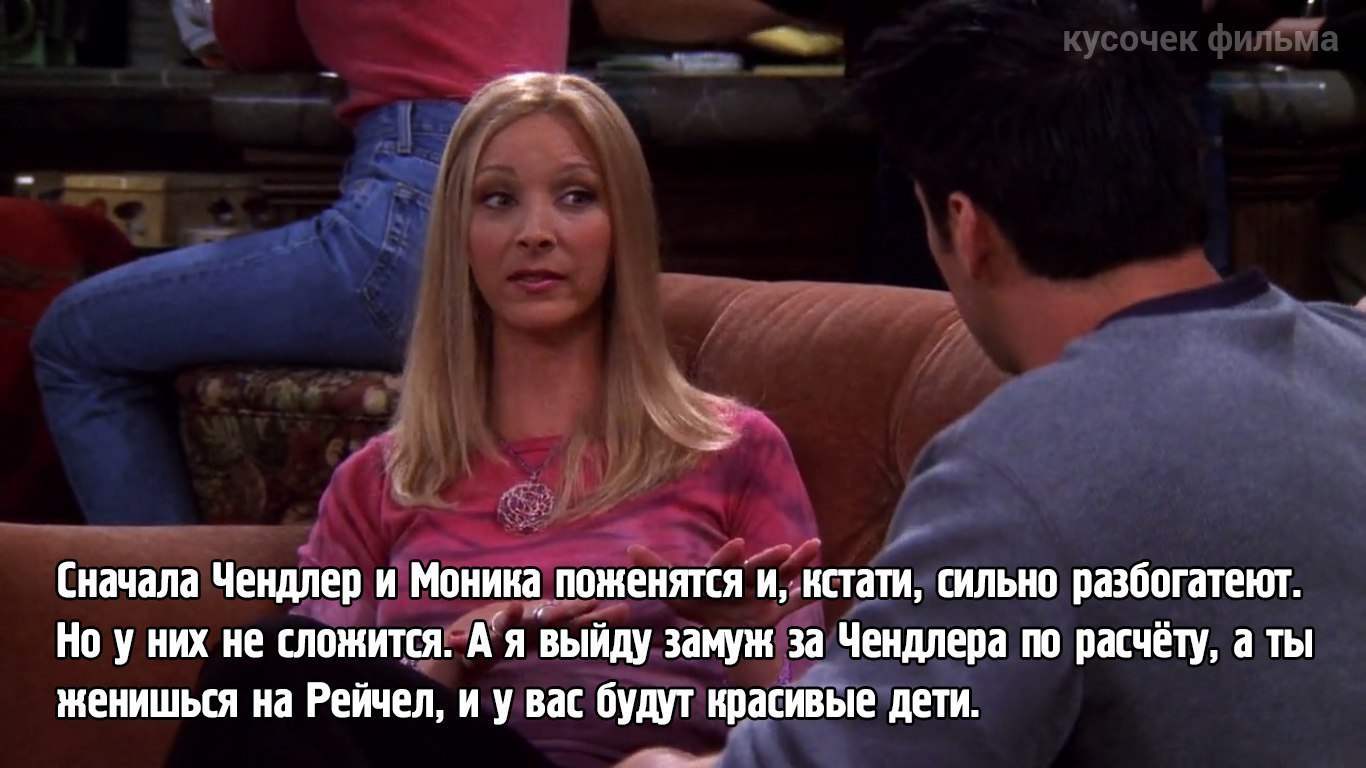 кусочек фильма
Сначала Чендлер и Моника поженятся и, кстати, сильно разбогатеют.
Но у них не сложится. А я выйду замуж за Чендлера по расчёту, а ты
женишься на Рейчел, и у вас будут красивые дети.